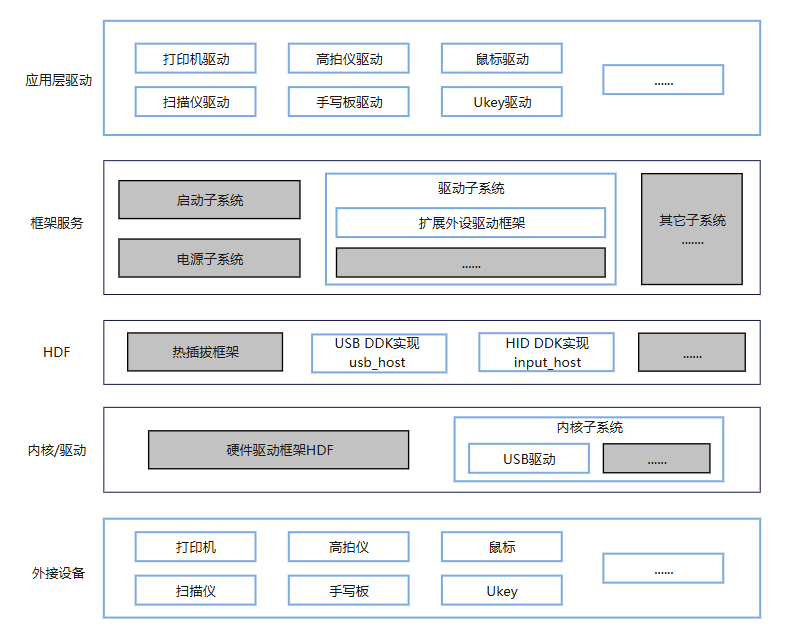 应用层驱动
打印机驱动
高拍仪驱动
鼠标驱动
......
扫描仪驱动
手写板驱动
Ukey驱动
框架服务
启动子系统
电源子系统
驱动子系统
扩展外设驱动框架
......
其它子系统
.......
HDF
热插拔框架
USB DDK实现
usb_host
HID DDK实现
input_host
......
内核/驱动
硬件驱动框架HDF
内核子系统
USB驱动
......
外接设备
打印机
高拍仪
鼠标
......
扫描仪
手写板
Ukey